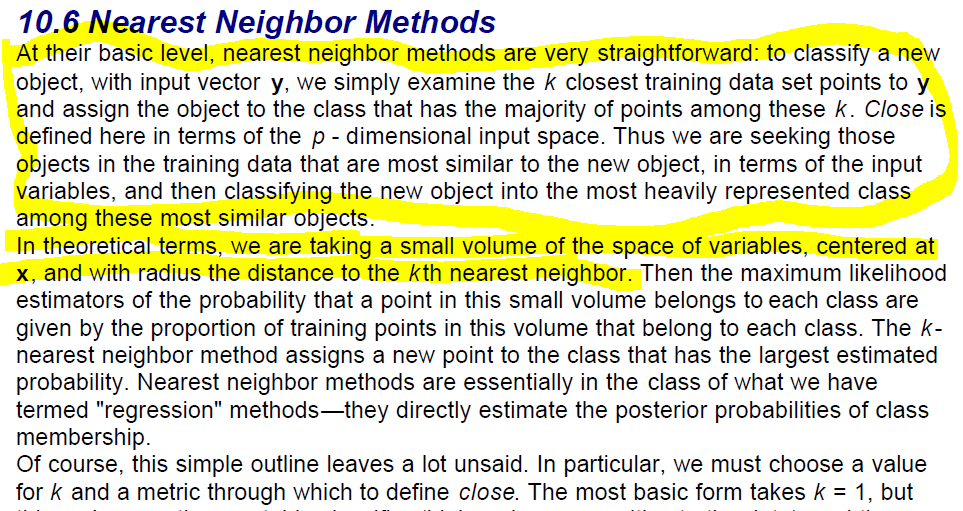 10.6 Nearest Neighbor Methods
At their basic level, nearest neighbor methods are very straightforward: to classify a new
object, with input vector y, we simply examine the k closest training data set points to y
and assign the object to the class that has the majority of points among these k. Close is
defined here in terms of the p - dimensional input space. Thus we are seeking those
objects in the training data that are most similar to the new object, in terms of the input
variables, and then classifying the new object into the most heavily represented class
among these most similar objects.
In theoretical terms, we are taking a small volume of the space of variables, centered at
x, and with radius the distance to the kth nearest neighbor. Then the maximum likelihood
estimators of the probability that a point in this small volume belongs to each class are
given by the proportion of training points in this volume that belong to each class. The k-
nearest neighbor method assigns a new point to the class that has the largest estimated
probability. Nearest neighbor methods are essentially in the class of what we have
termed "regression" methods—they directly estimate the posterior probabilities of class
membership.
Of course, this simple outline leaves a lot unsaid. In particular, we must choose a value
for k and a metric through which to define close. The most basic form takes k = 1, but